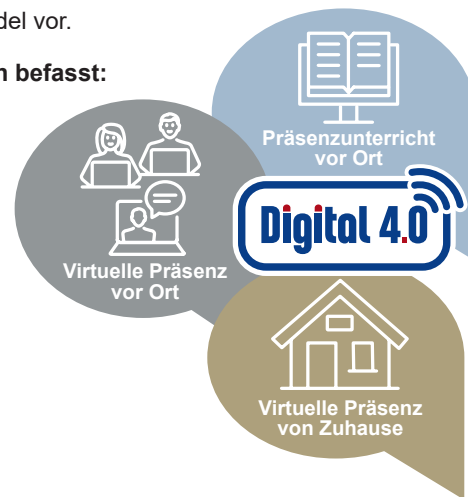 del vor.
n befasst:
Präsenzunterricht
vor Ort
Digital 4.0
Virtuelle Präsenz
vor Ort
Virtuelle Präsenz
von Zuhause